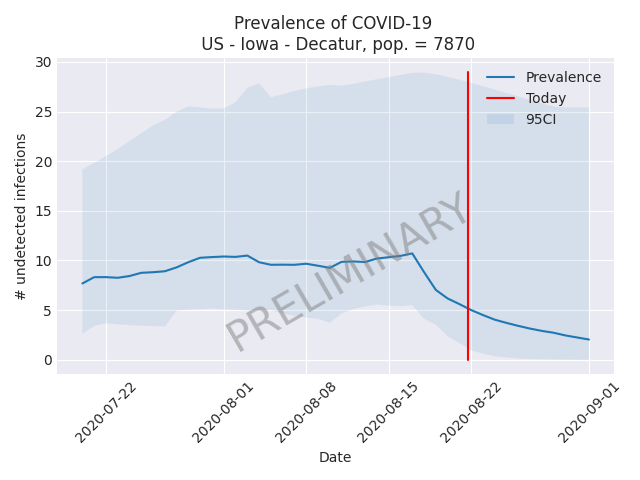 Prevalence of COVID-19
US - Iowa - Decatur, pop. = 7870
# undetected infections
30
25
20
15
10
5
0
Prevalence
Today
95CI
PRELIMINARY
2020-07-22
2020-08-01
2020-08-08
2020-08-15
2020-08-22
2020-09-01
Date